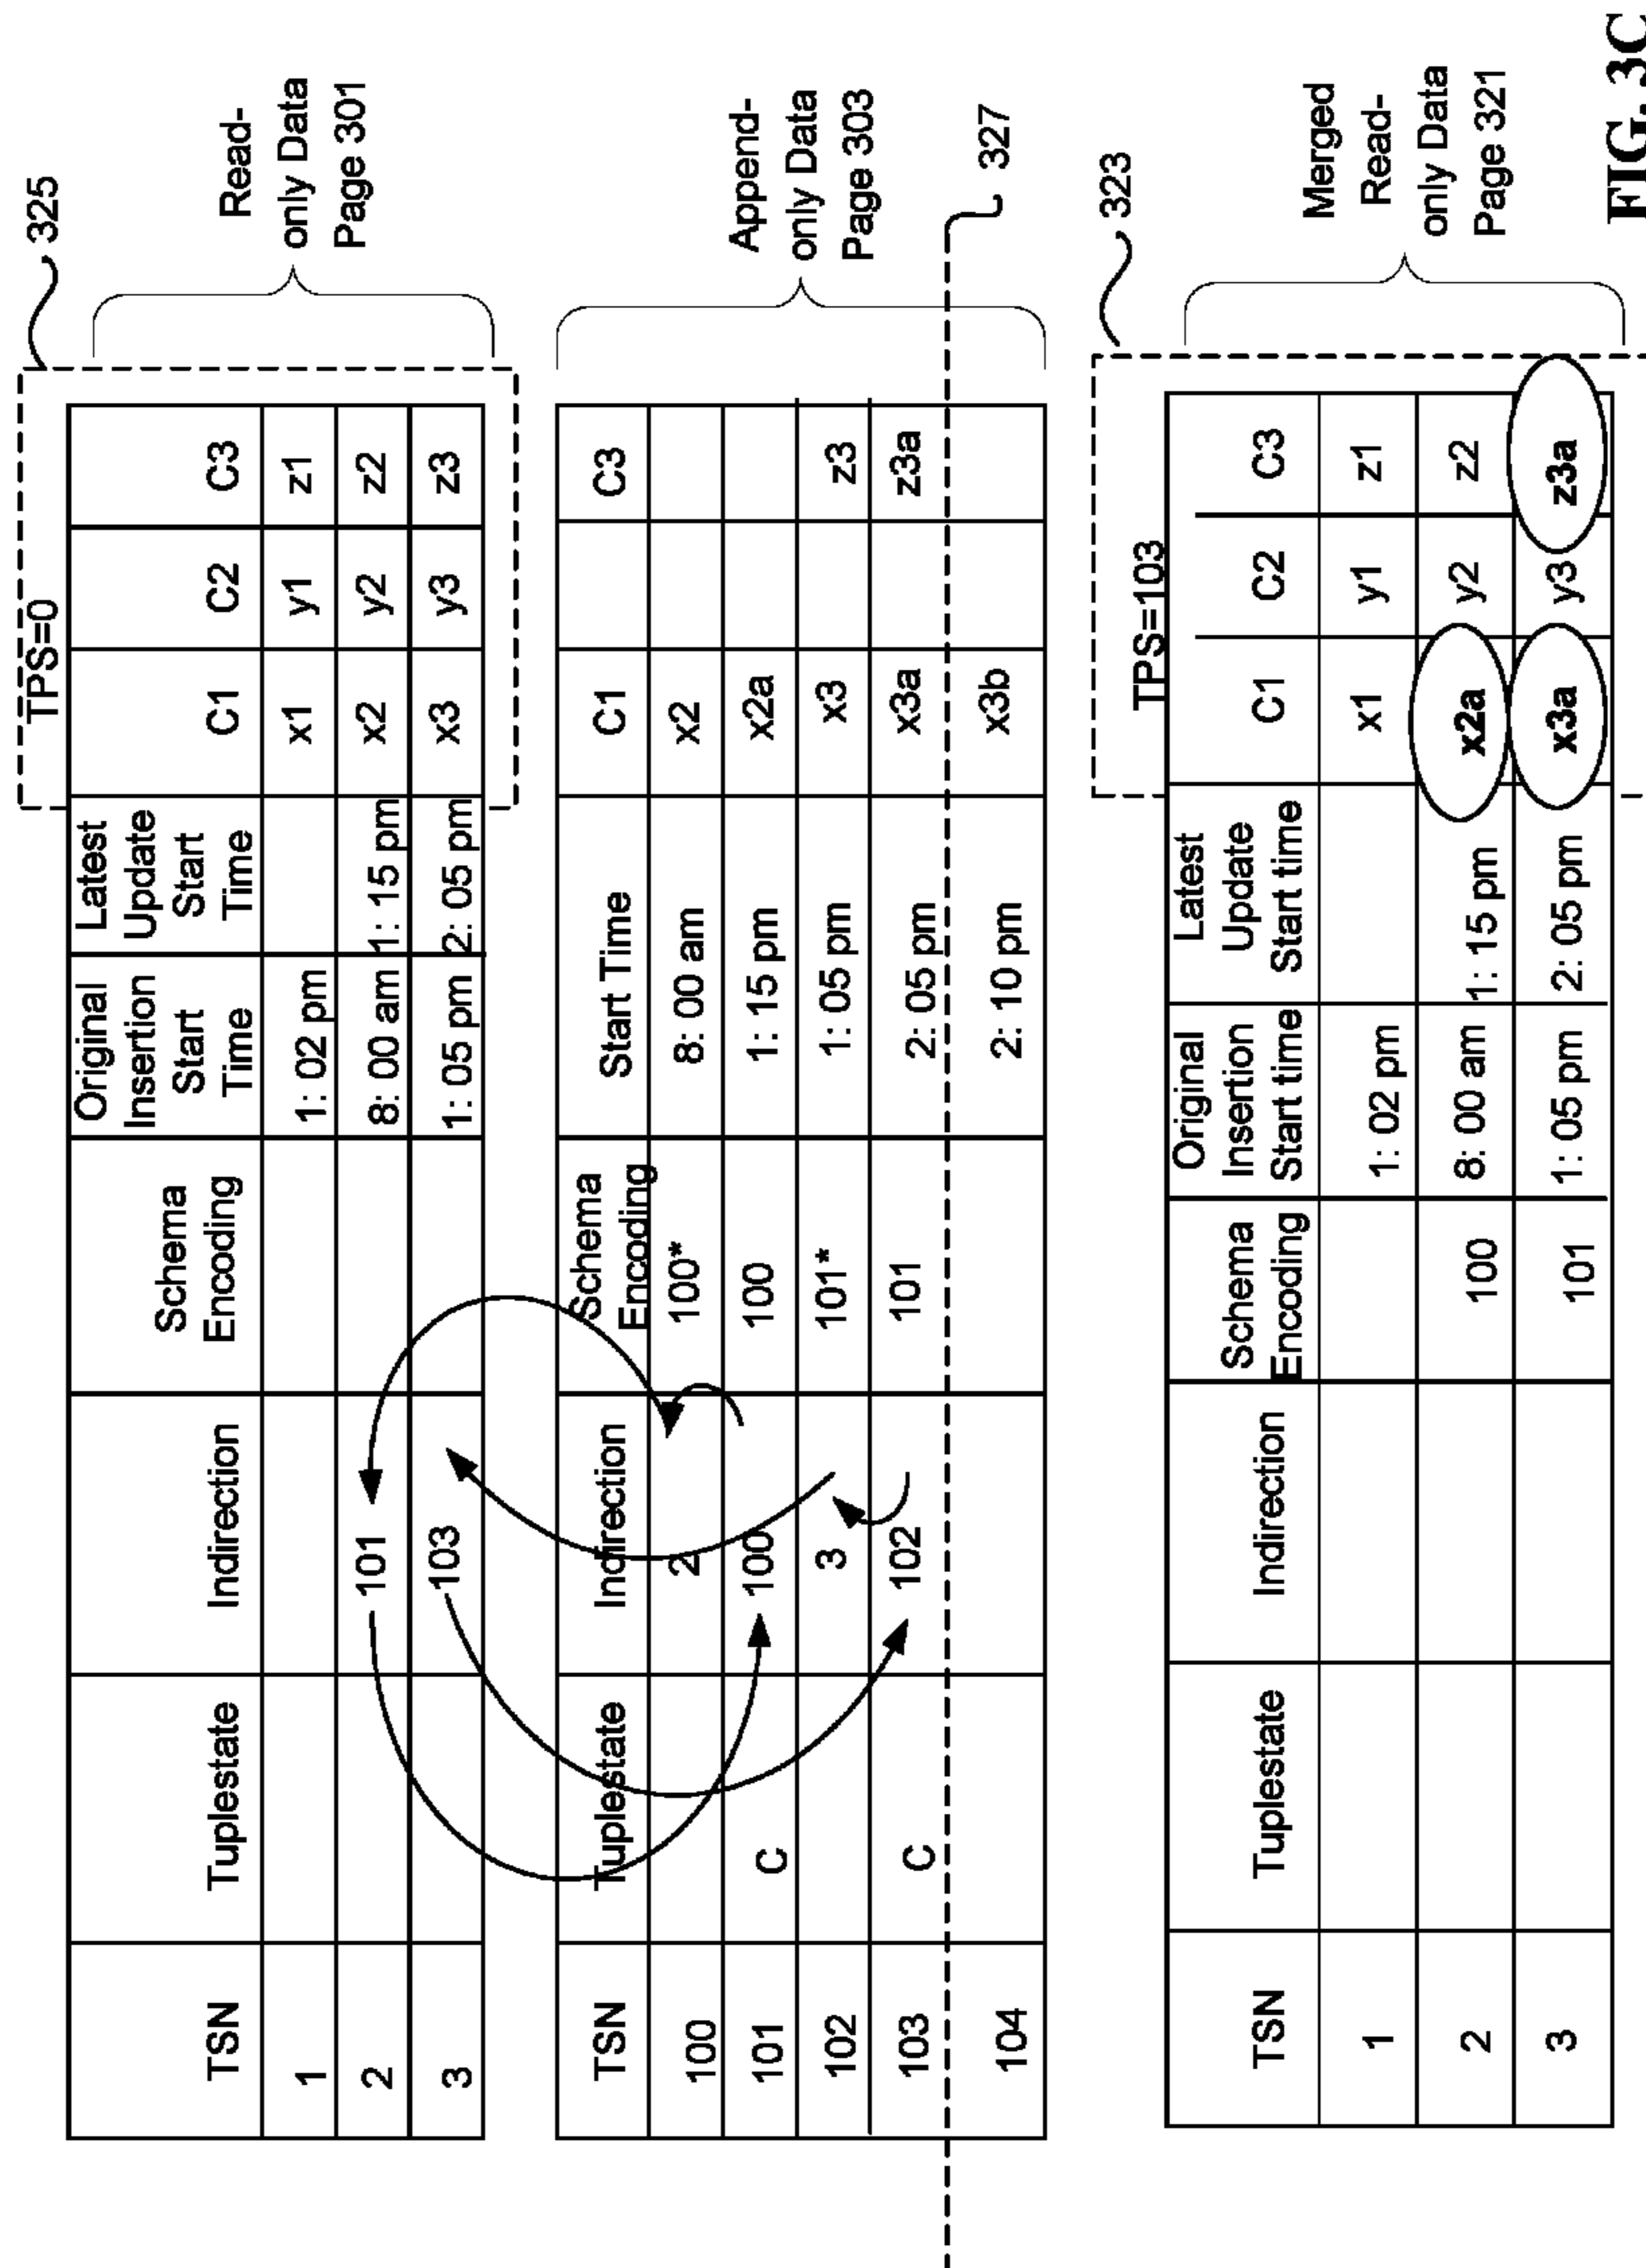 325
TPS=0
TSN Tuplestate Indirection Schema Encoding Original Insertion Start Time Latest Update Start Time C1 C2 C3
1 1: 02 pm x1 y1 z1
2 101 8: 00 am 1: 15 pm x2 y2 z2
3 103 1: 05 pm 2: 05 pm x3 y3 z3
Read-
only Data
Page 301
TSN Tuplestate Indirection Schema Encoding Start Time C1 C3
100 2 100* 8: 00 am x2
101 C 100 100 1: 15 pm x2a
102 3 101* 1: 05 pm x3 z3
103 C 102 101 2: 05 pm x3a z3a
104 2: 10 pm x3b
Append-
only Data
Page 303
327
323
TPS=103
TSN Tuplestate Indirection Schema Encoding Original Insertion Start time Latest Update Start time C1 C2 C3
1 1: 02 pm x1 y1 z1
2 100 8: 00 am 1: 15 pm x2a y2 z2
3 101 1: 05 pm 2: 05 pm x3a y3 z3a
Merged
Read-
only Data
Page 321
FIG. 3C